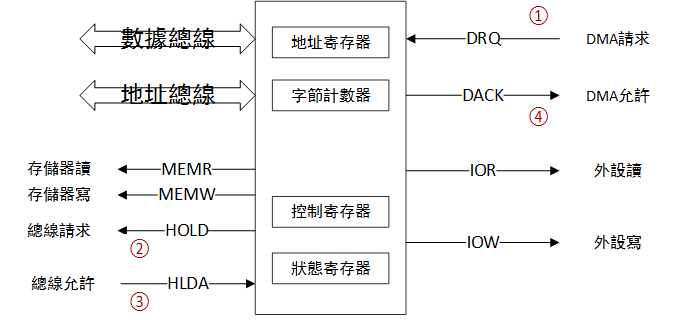 ①
數據總線 地址寄存器 DRQ DMA請求
地址總線 字節計數器 DACK DMA允許
④
存儲器讀 MEMR IOR 外設讀
存儲器寫 MEMW
總線請求 HOLD 控制寄存器
② IOW 外設寫
總線允許 HLDA 狀態寄存器
③